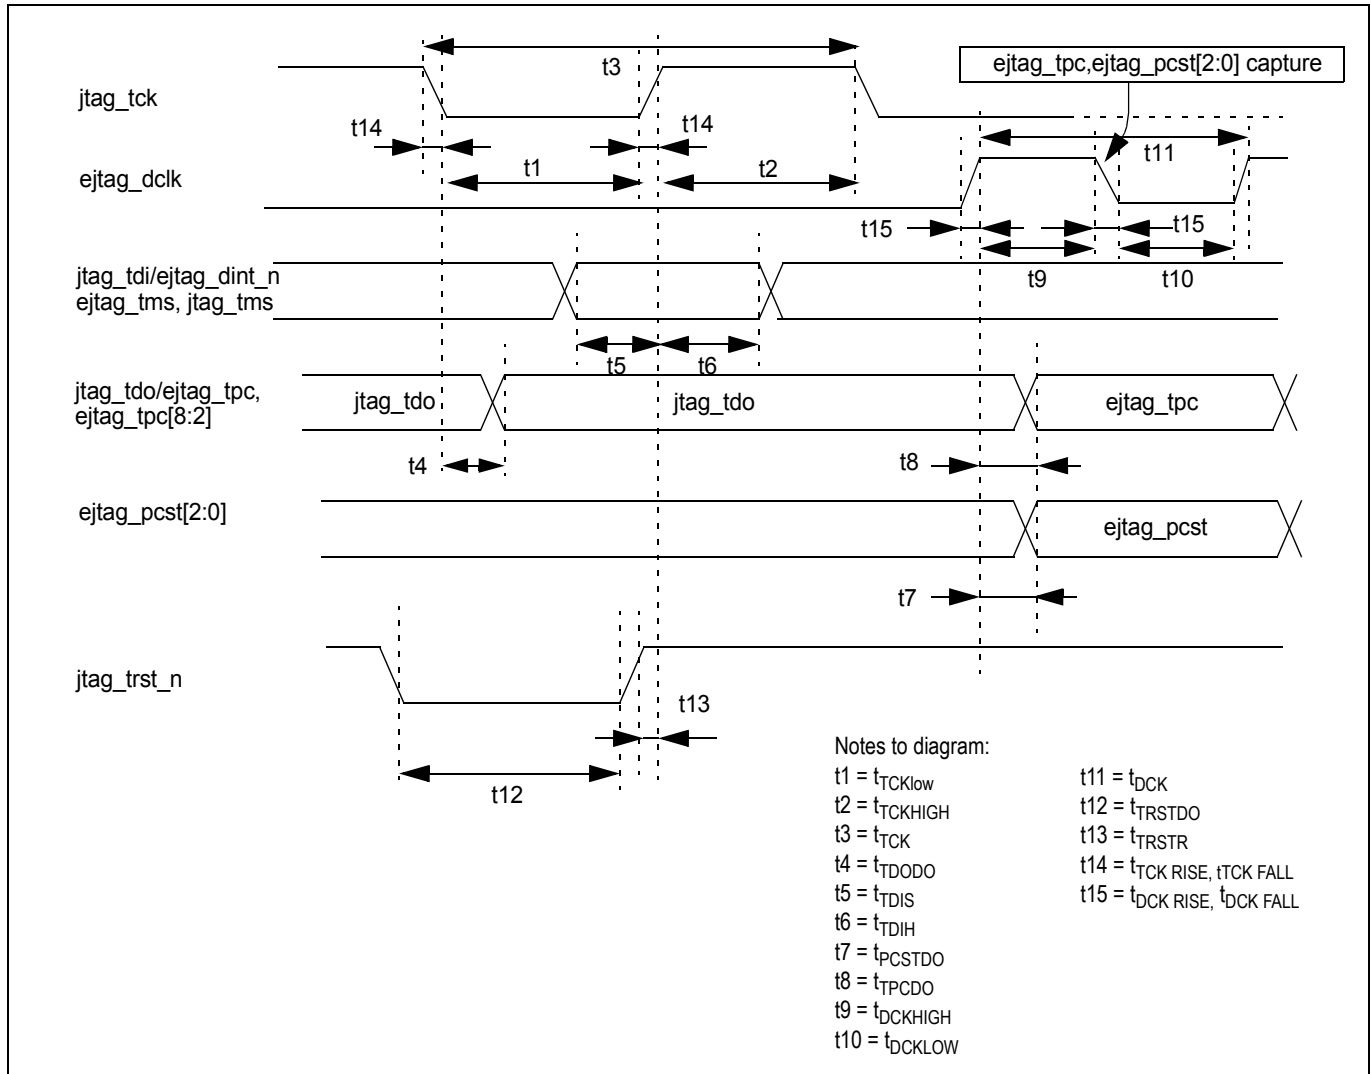 t3
ejtag_tpc,ejtag_pcst[2:0] capture
jtag_tck
t14
t14
t11
ejtag_dclk
t1
t2
t15
t15
t9
t10
jtag_tdi/ejtag_dint_n
ejtag_tms, jtag_tms
t5
t6
jtag_tdo/ejtag_tpc,
ejtag_tpc[8:2]
jtag_tdo
jtag_tdo
ejtag_tpc
t4
t8
ejtag_pcst[2:0]
ejtag_pcst
t7
jtag_trst_n
t13
t12
Notes to diagram:
t1 = tTCKlow
t2 = tTCKHIGH
t3 = tTCK
t4 = tTDODO
t5 = tTDIS
t6 = tTDIH
t7 = tPCSTDO
t8 = tTPCDO
t9 = tDCKHIGH
t10 = tDCKLOW
t11 = tDCK
t12 = tTRSTDO
t13 = tTRSTR
t14 = tTCK RISE, tTCK FALL
t15 = tDCK RISE, tDCK FALL